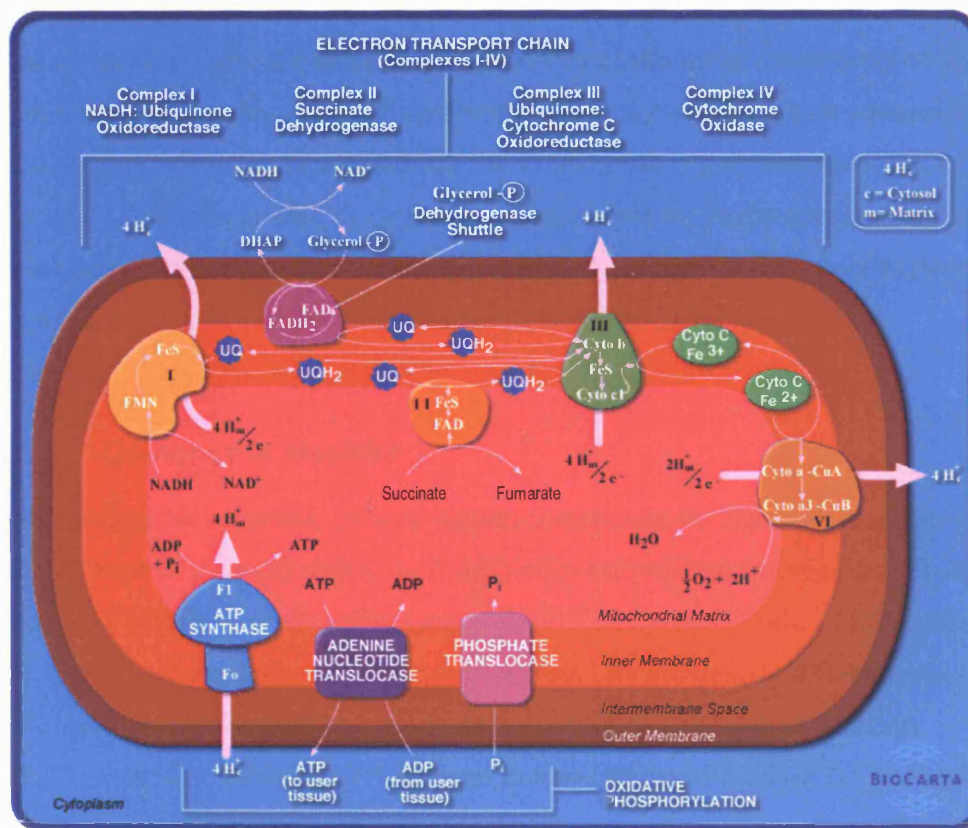 ELECTRON TRANSPORT CHAIN
(Complexes I-IV)
Complex I
NADH: Ubiquinone
Oxidoreductase
Complex II
Succinate
Dehydrogenase
Complex III
Ubiquinone:
Cytochrome C
Oxidoreductase
Complex IV
Cytochrome
Oxidase
4 H⁺c
c = Cytosol
m= Matrix
NADH
NAD⁺
Glycerol - P
Dehydrogenase
Shuttle
4 H⁺c
DHAP
Glycerol - P
4 H⁺c
FAD
FADH₂
FeS
I
FMN
UQ
UQH₂
UQ
UQH₂
UQ
UQH₂
II FeS
FAD
III
Cyto b
FeS
Cyto c1
Cyto C
Fe 3+
Cyto C
Fe 2+
4 H⁺m/2 e-
NADH
NAD⁺
Succinate
Fumarate
4 H⁺m/2 e-
2H⁺m/2 e-
Cyto a -CuA
Cyto a3 -CuB
VI
4 H⁺c
H₂O
½O₂ + 2H⁺
4 H⁺m
ADP
+ Pi
ATP
F1
ATP
SYNTHASE
Fo
ATP
ADP
ADENINE
NUCLEOTIDE
TRANSLOCASE
Pi
PHOSPHATE
TRANSLOCASE
Mitochondrial Matrix
Inner Membrane
Intermembrane Space
Outer Membrane
4 H⁺c
ATP
(to user
tissue)
ADP
(from user
tissue)
Pi
OXIDATIVE
PHOSPHORYLATION
Cytoplasm
BIOCARTA